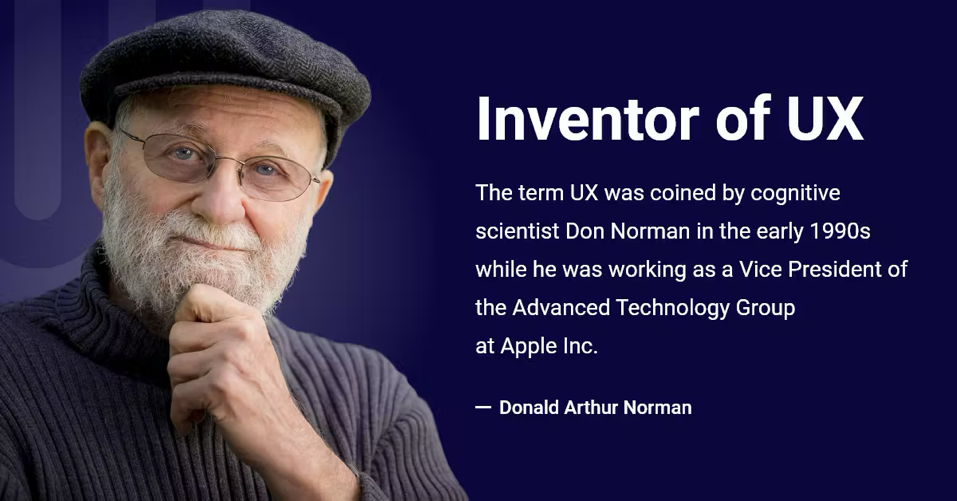 Inventor of UX
The term UX was coined by cognitive
scientist Don Norman in the early 1990s
while he was working as a Vice President of
the Advanced Technology Group
at Apple Inc.
— Donald Arthur Norman